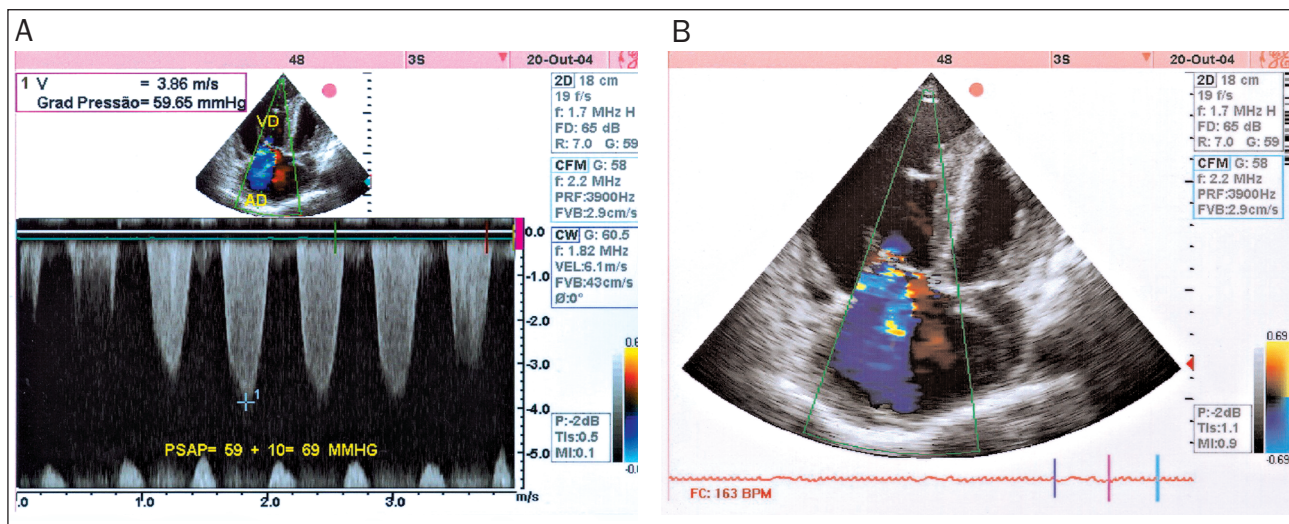 A
4S 3S 20-Out-04
1 V = 3.86 m/s
Grad Pressão= 59.65 mmHg
VD
AD
2D 18 cm
19 f/s
f: 1.7 MHz H
FD: 65 dB
R: 7.0 G: 59
CFM G: 58
f: 2.2 MHz
PRF:3900Hz
FVB:2.9cm/s
CW G: 60.5
f: 1.82 MHz
VEL:6.1m/s
FVB:43cm/s
Ø:0°
0.0
-1.0
-2.0
-3.0
-4.0
-5.0
1
PSAP= 59 + 10= 69 MMHG
P:-2dB
TIs:0.5
MI:0.1
.0 1.0 2.0 3.0 m/s
B
4S 3S 20-Out-04
2D 18 cm
19 f/s
f: 1.7 MHz H
FD: 65 dB
R: 7.0 G: 59
CFM G: 58
f: 2.2 MHz
PRF:3900Hz
FVB:2.9cm/s
0.69
-0.69
P:-2dB
TIs:1.1
MI:0.9
FC: 163 BPM